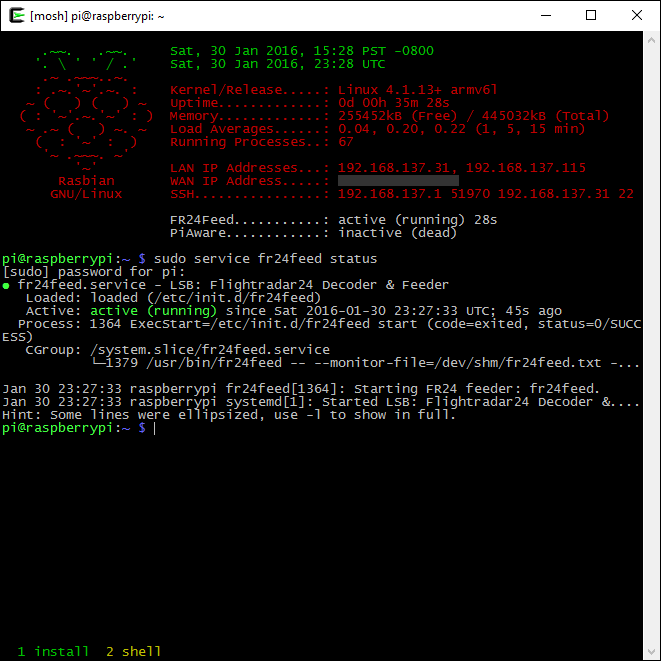 [mosh] pi@raspberrypi: ~
Sat, 30 Jan 2016, 15:28 PST -0800
Sat, 30 Jan 2016, 23:28 UTC
Kernel/Release.....: Linux 4.1.13+ armv6l
Uptime.............: 0d 00h 35m 28s
Memory.............: 255452kB (Free) / 445032kB (Total)
Load Averages......: 0.04, 0.20, 0.22 (1, 5, 15 min)
Running Processes..: 67
LAN IP Addresses...: 192.168.137.31, 192.168.137.115
Rasbian WAN IP Address.....:
GNU/Linux SSH................: 192.168.137.1 51970 192.168.137.31 22
FR24Feed...........: active (running) 28s
PiAware............: inactive (dead)
pi@raspberrypi:~ $ sudo service fr24feed status
[sudo] password for pi:
● fr24feed.service - LSB: Flightradar24 Decoder & Feeder
Loaded: loaded (/etc/init.d/fr24feed)
Active: active (running) since Sat 2016-01-30 23:27:33 UTC; 45s ago
Process: 1364 ExecStart=/etc/init.d/fr24feed start (code=exited, status=0/SUCC
ESS)
CGroup: /system.slice/fr24feed.service
└─1379 /usr/bin/fr24feed -- --monitor-file=/dev/shm/fr24feed.txt -...
Jan 30 23:27:33 raspberrypi fr24feed[1364]: Starting FR24 feeder: fr24feed.
Jan 30 23:27:33 raspberrypi systemd[1]: Started LSB: Flightradar24 Decoder &....
Hint: Some lines were ellipsized, use -l to show in full.
pi@raspberrypi:~ $
1 install 2 shell